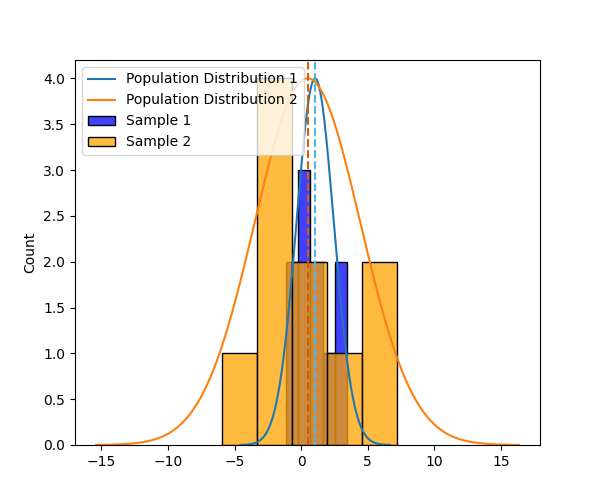 Population Distribution 1
Population Distribution 2
Sample 1
Sample 2
4.0
3.5
3.0
2.5
2.0
1.5
1.0
0.5
0.0
Count
−15 −10 −5 0 5 10 15